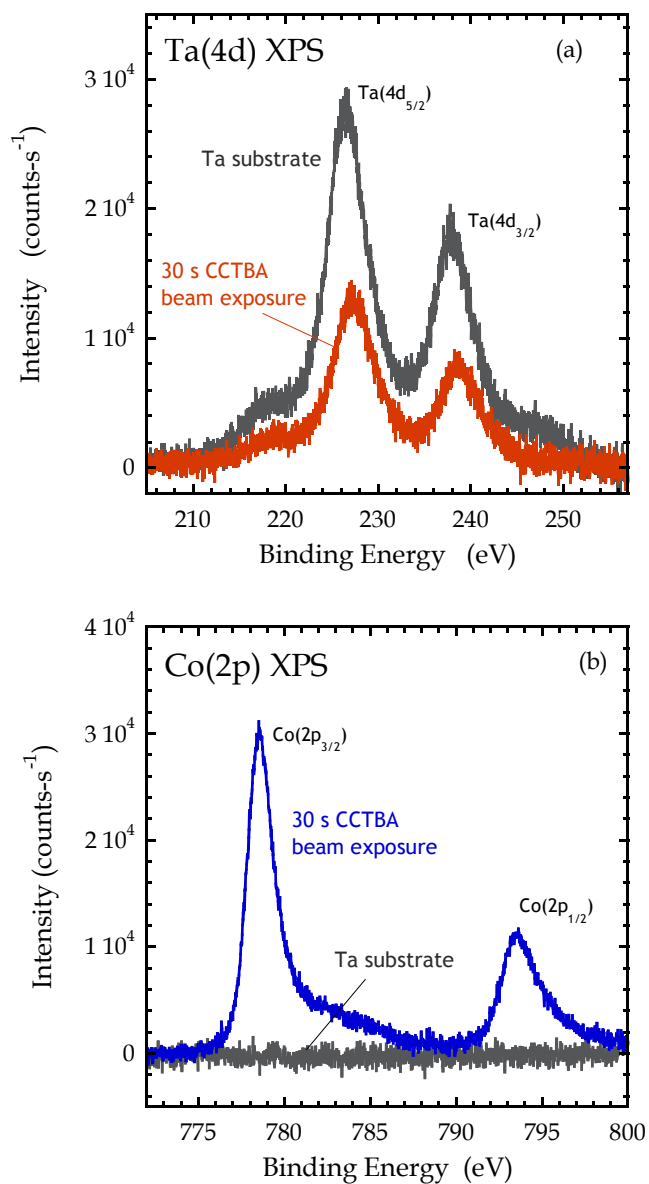 Ta(4d) XPS
(a)
Ta(4d5/2)
Ta substrate
Ta(4d3/2)
30 s CCTBA
beam exposure
3 10^4
2 10^4
1 10^4
0
Intensity (counts-s^-1)
210 220 230 240 250
Binding Energy (eV)
Co(2p) XPS
(b)
Co(2p3/2)
30 s CCTBA
beam exposure
Co(2p1/2)
Ta substrate
4 10^4
3 10^4
2 10^4
1 10^4
0
Intensity (counts-s^-1)
775 780 785 790 795 800
Binding Energy (eV)